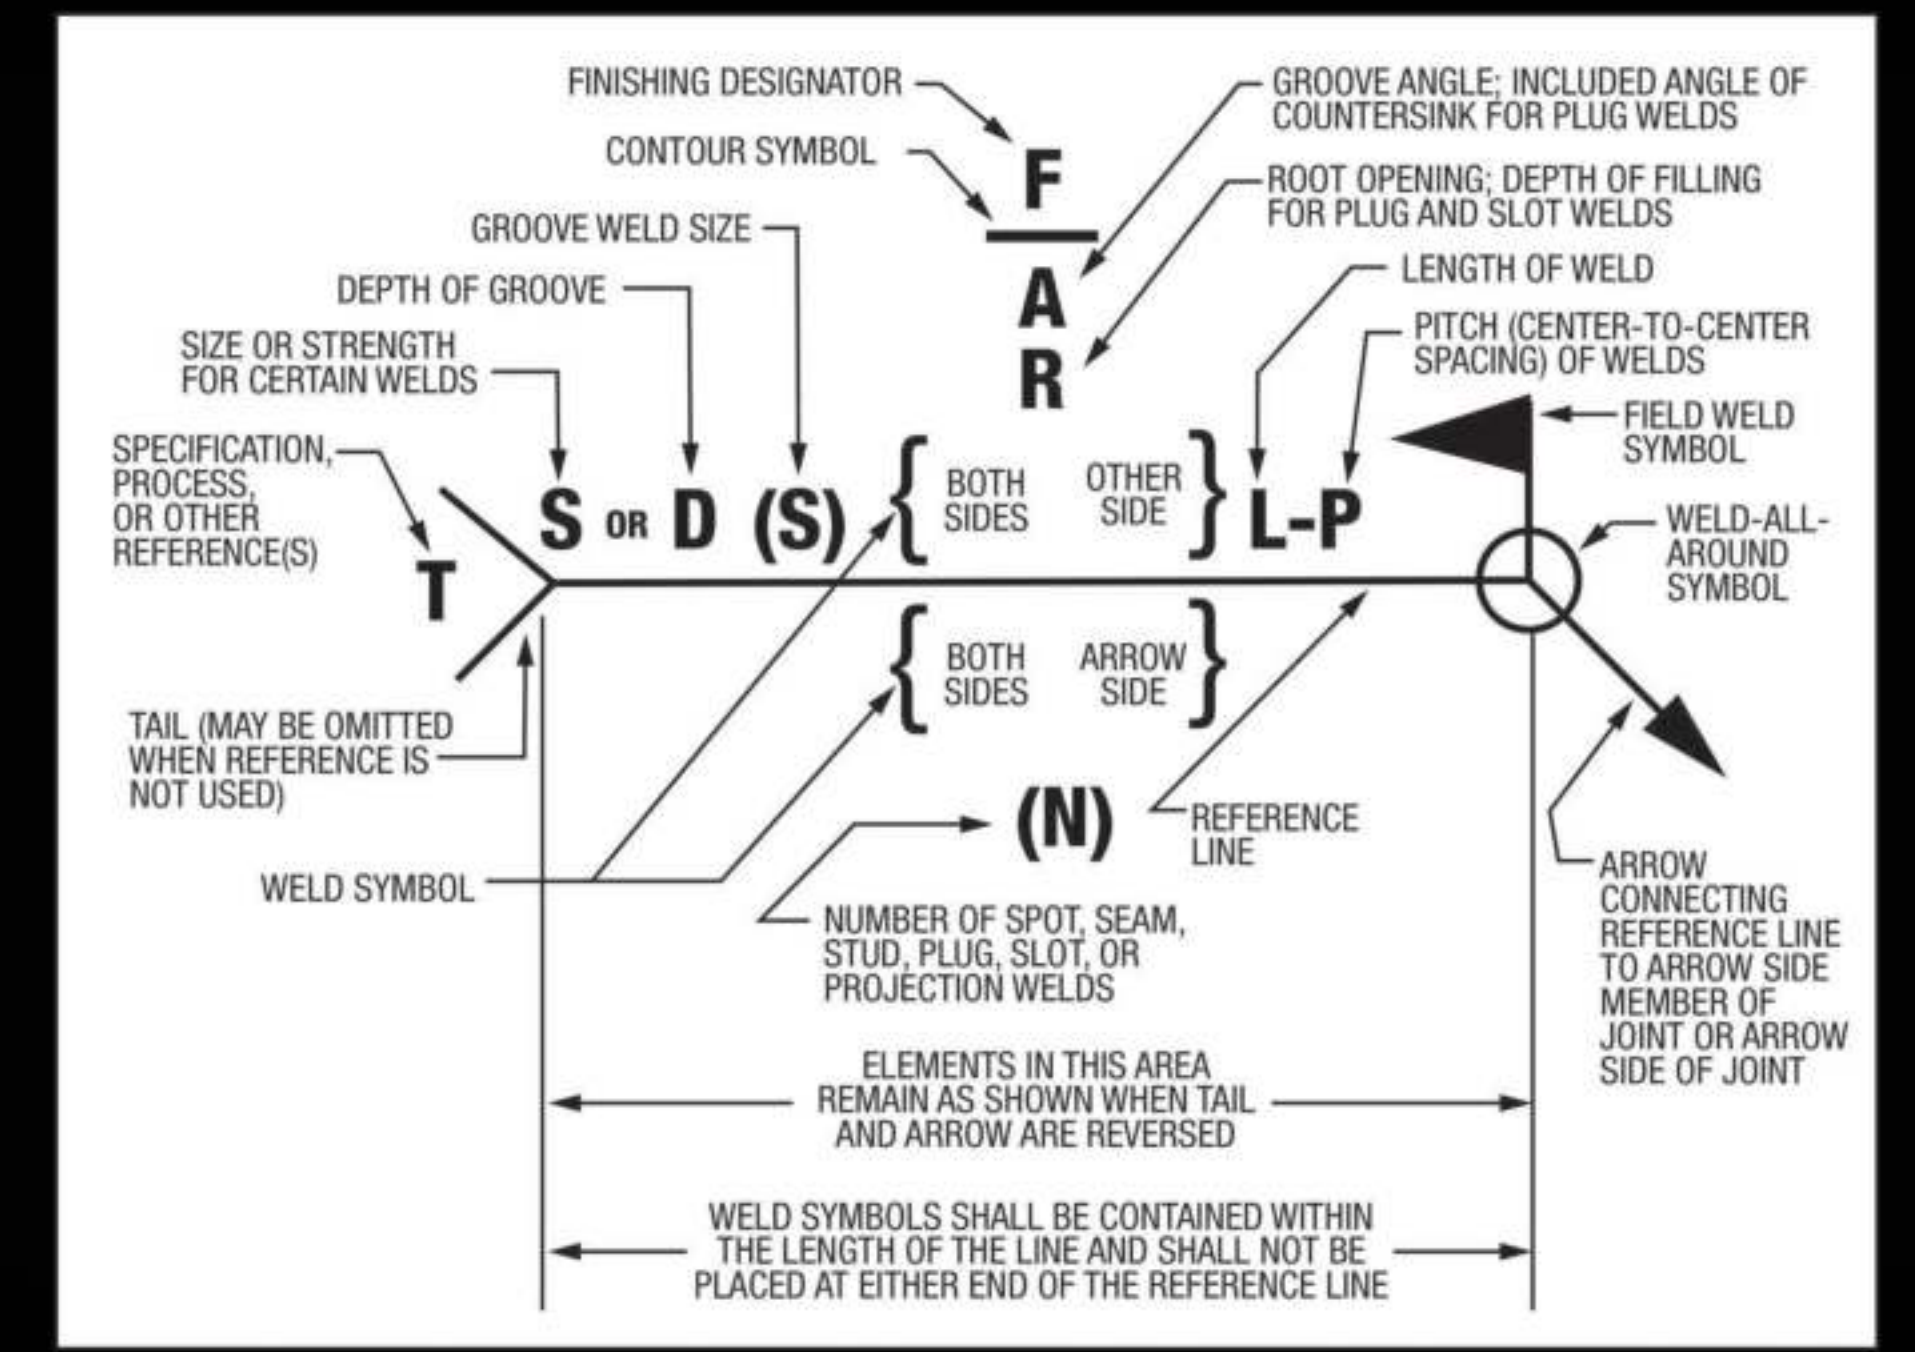 FINISHING DESIGNATOR
CONTOUR SYMBOL
GROOVE WELD SIZE
DEPTH OF GROOVE
SIZE OR STRENGTH
FOR CERTAIN WELDS
SPECIFICATION,
PROCESS,
OR OTHER
REFERENCE(S)
F
A
R
GROOVE ANGLE; INCLUDED ANGLE OF
COUNTERSINK FOR PLUG WELDS
ROOT OPENING; DEPTH OF FILLING
FOR PLUG AND SLOT WELDS
LENGTH OF WELD
PITCH (CENTER-TO-CENTER
SPACING) OF WELDS
FIELD WELD
SYMBOL
WELD-ALL-
AROUND
SYMBOL
T
S OR D (S)
{
BOTH
SIDES
OTHER
SIDE
}
L-P
{
BOTH
SIDES
ARROW
SIDE
}
TAIL (MAY BE OMITTED
WHEN REFERENCE IS
NOT USED)
(N)
REFERENCE
LINE
WELD SYMBOL
NUMBER OF SPOT, SEAM,
STUD, PLUG, SLOT, OR
PROJECTION WELDS
ARROW
CONNECTING
REFERENCE LINE
TO ARROW SIDE
MEMBER OF
JOINT OR ARROW
SIDE OF JOINT
ELEMENTS IN THIS AREA
REMAIN AS SHOWN WHEN TAIL
AND ARROW ARE REVERSED
WELD SYMBOLS SHALL BE CONTAINED WITHIN
THE LENGTH OF THE LINE AND SHALL NOT BE
PLACED AT EITHER END OF THE REFERENCE LINE